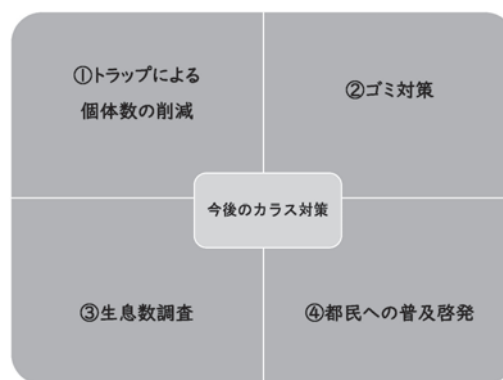 ①トラップによる
個体数の削減
②ゴミ対策
今後のカラス対策
③生息数調査
④都民への普及啓発